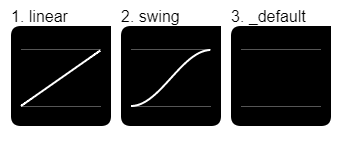 1. linear
2. swing
3. _default